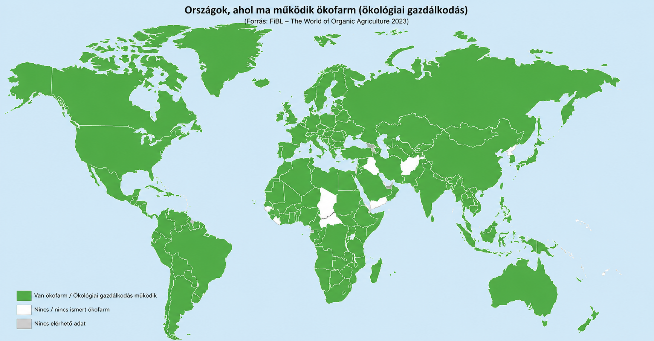 Országok, ahol ma működik ökofarm (ökológiai gazdálkodás)
(Forrás: FiBL – The World of Organic Agriculture 2023)
Van ökofarm / Ökológiai gazdálkodás működik
Nincs / nincs ismert ökofarm
Nincs elérhető adat